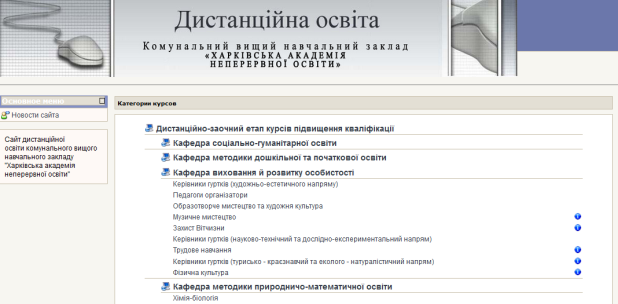 Дистанційна освіта
Комунальний вищий навчальний заклад
«ХАРКІВСЬКА АКАДЕМІЯ
НЕПЕРЕРВНОЇ ОСВІТИ»
Основное меню
Новости сайта
Сайт дистанційної
освіти комунального вищого
навчального закладу
"Харківська академія
неперервної освіти"
Категории курсов
Дистанційно-заочний етап курсів підвищення кваліфікації
Кафедра соціально-гуманітарної освіти
Кафедра методики дошкільної та початкової освіти
Кафедра виховання й розвитку особистості
Керівники гуртків (художньо-естетичного напряму)
Педагоги організатори
Образотворче мистецтво та художня культура
Музичне мистецтво
Захист Вітчизни
Керівники гуртків (науково-технічний та дослідно-експериментальний напрям)
Трудове навчання
Керівники гуртків (турисько - краєзнавчий та еколого - натуралістичний напрям)
Фізична культура
Кафедра методики природничо-математичної освіти
Хімія-біологія